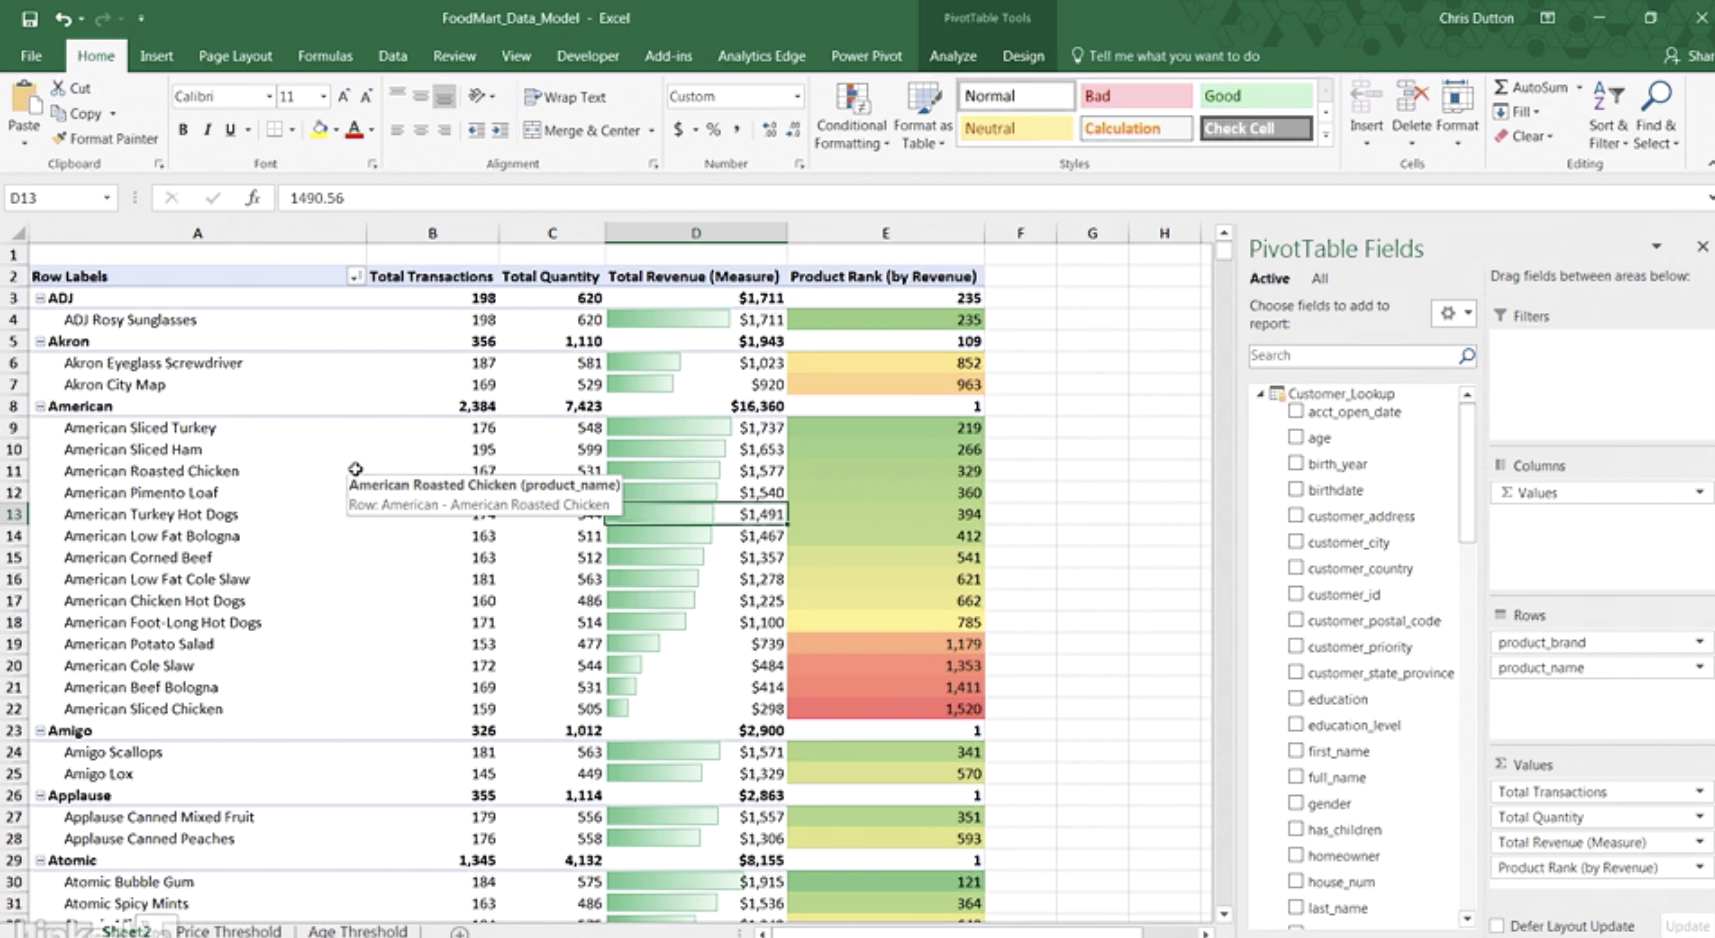 FoodMart_Data_Model - Excel
PivotTable Tools
Chris Dutton
File Home Insert Page Layout Formulas Data Review View Developer Add-ins Analytics Edge Power Pivot Analyze Design Tell me what you want to do Shar
Paste
Cut
Copy
Format Painter
Clipboard
Calibri 11
B I U
Font
Wrap Text
Merge & Center
Alignment
Custom
$ % ,
Number
Conditional Formatting
Format as Table
Normal Bad Good
Neutral Calculation Check Cell
Styles
Insert Delete Format
Cells
AutoSum
Fill
Clear
Sort & Filter
Find & Select
Editing
D13 fx 1490.56
A B C D E F G H
1
2 Row Labels Total Transactions Total Quantity Total Revenue (Measure) Product Rank (by Revenue)
3 ADJ 198 620 $1,711 235
4 ADJ Rosy Sunglasses 198 620 $1,711 235
5 Akron 356 1,110 $1,943 109
6 Akron Eyeglass Screwdriver 187 581 $1,023 852
7 Akron City Map 169 529 $920 963
8 American 2,384 7,423 $16,360 1
9 American Sliced Turkey 176 548 $1,737 219
10 American Sliced Ham 195 599 $1,653 266
11 American Roasted Chicken 167 531 $1,577 329
12 American Pimento Loaf $1,540 360
13 American Turkey Hot Dogs $1,491 394
American Roasted Chicken (product_name)
Row: American - American Roasted Chicken
14 American Low Fat Bologna 163 511 $1,467 412
15 American Corned Beef 163 512 $1,357 541
16 American Low Fat Cole Slaw 181 563 $1,278 621
17 American Chicken Hot Dogs 160 486 $1,225 662
18 American Foot-Long Hot Dogs 171 514 $1,100 785
19 American Potato Salad 153 477 $739 1,179
20 American Cole Slaw 172 544 $484 1,353
21 American Beef Bologna 169 531 $414 1,411
22 American Sliced Chicken 159 505 $298 1,520
23 Amigo 326 1,012 $2,900 1
24 Amigo Scallops 181 563 $1,571 341
25 Amigo Lox 145 449 $1,329 570
26 Applause 355 1,114 $2,863 1
27 Applause Canned Mixed Fruit 179 556 $1,557 351
28 Applause Canned Peaches 176 558 $1,306 593
29 Atomic 1,345 4,132 $8,155 1
30 Atomic Bubble Gum 184 575 $1,915 121
31 Atomic Spicy Mints 163 486 $1,536 364
Sheet2 Price Threshold Age Threshold
PivotTable Fields
Active All
Choose fields to add to report:
Search
Customer_Lookup
acct_open_date
age
birth_year
birthdate
customer_address
customer_city
customer_country
customer_id
customer_postal_code
customer_priority
customer_state_province
education
education_level
first_name
full_name
gender
has_children
homeowner
house_num
last_name
Drag fields between areas below:
Filters
Columns
Σ Values
Rows
product_brand
product_name
Σ Values
Total Transactions
Total Quantity
Total Revenue (Measure)
Product Rank (by Revenue)
Defer Layout Update Update